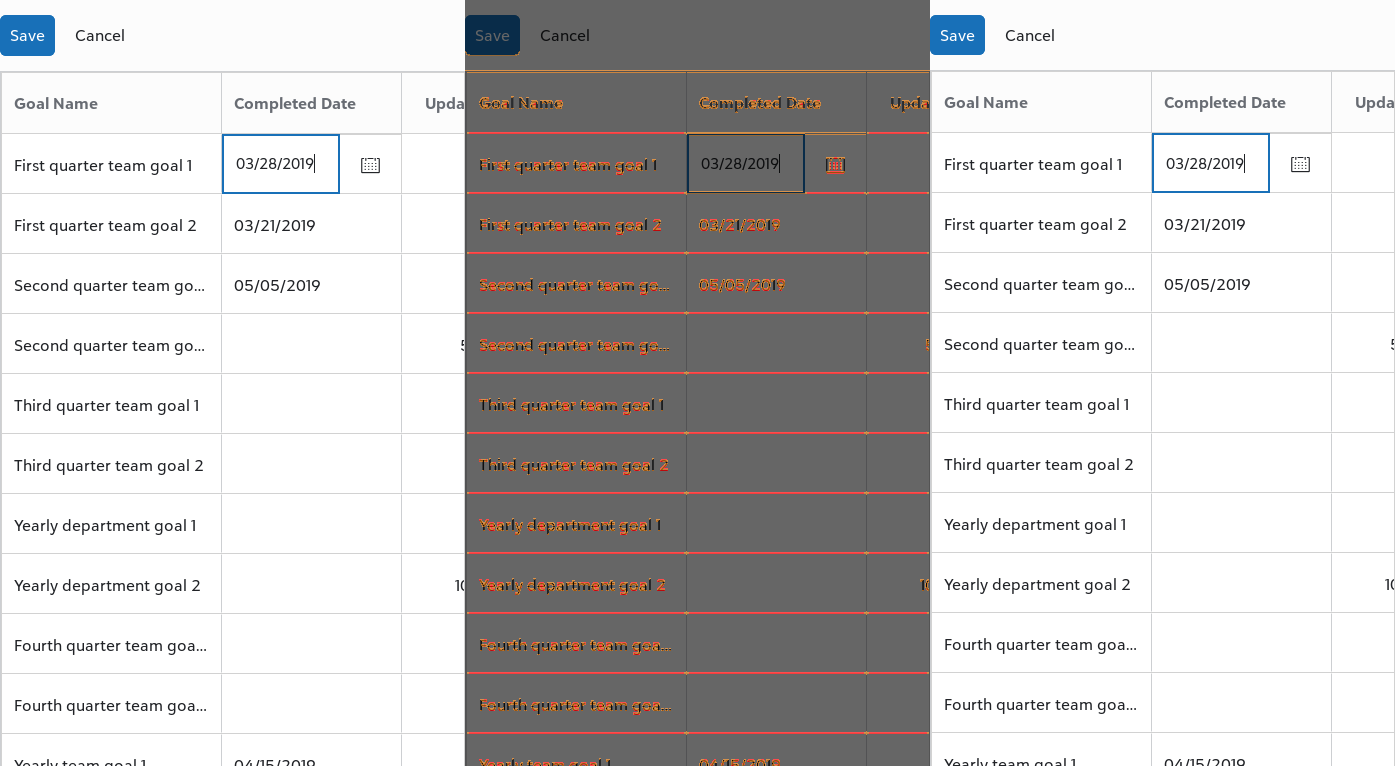 Save Cancel Save Cancel Save Cancel
Goal Name Completed Date Upda Goal Name Completed Date Upda Goal Name Completed Date Upda
First quarter team goal 1 03/28/2019 First quarter team goal 1 03/28/2019 First quarter team goal 1 03/28/2019
First quarter team goal 2 03/21/2019 First quarter team goal 2 03/21/2019 First quarter team goal 2 03/21/2019
Second quarter team go... 05/05/2019 Second quarter team go... 05/05/2019 Second quarter team go... 05/05/2019
Second quarter team go... 5 Second quarter team go... 5 Second quarter team go... 5
Third quarter team goal 1 Third quarter team goal 1 Third quarter team goal 1
Third quarter team goal 2 Third quarter team goal 2 Third quarter team goal 2
Yearly department goal 1 Yearly department goal 1 Yearly department goal 1
Yearly department goal 2 10 Yearly department goal 2 10 Yearly department goal 2 10
Fourth quarter team goa... Fourth quarter team goa... Fourth quarter team goa...
Fourth quarter team goa... Fourth quarter team goa... Fourth quarter team goa...
Yearly team goal 1 04/15/2019 Yearly team goal 1 04/15/2019 Yearly team goal 1 04/15/2019